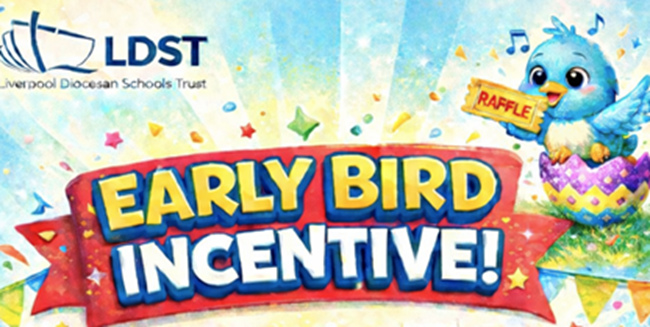 LDST
Liverpool Diocesan Schools Trust
RAFFLE
EARLY BIRD
INCENTIVE!